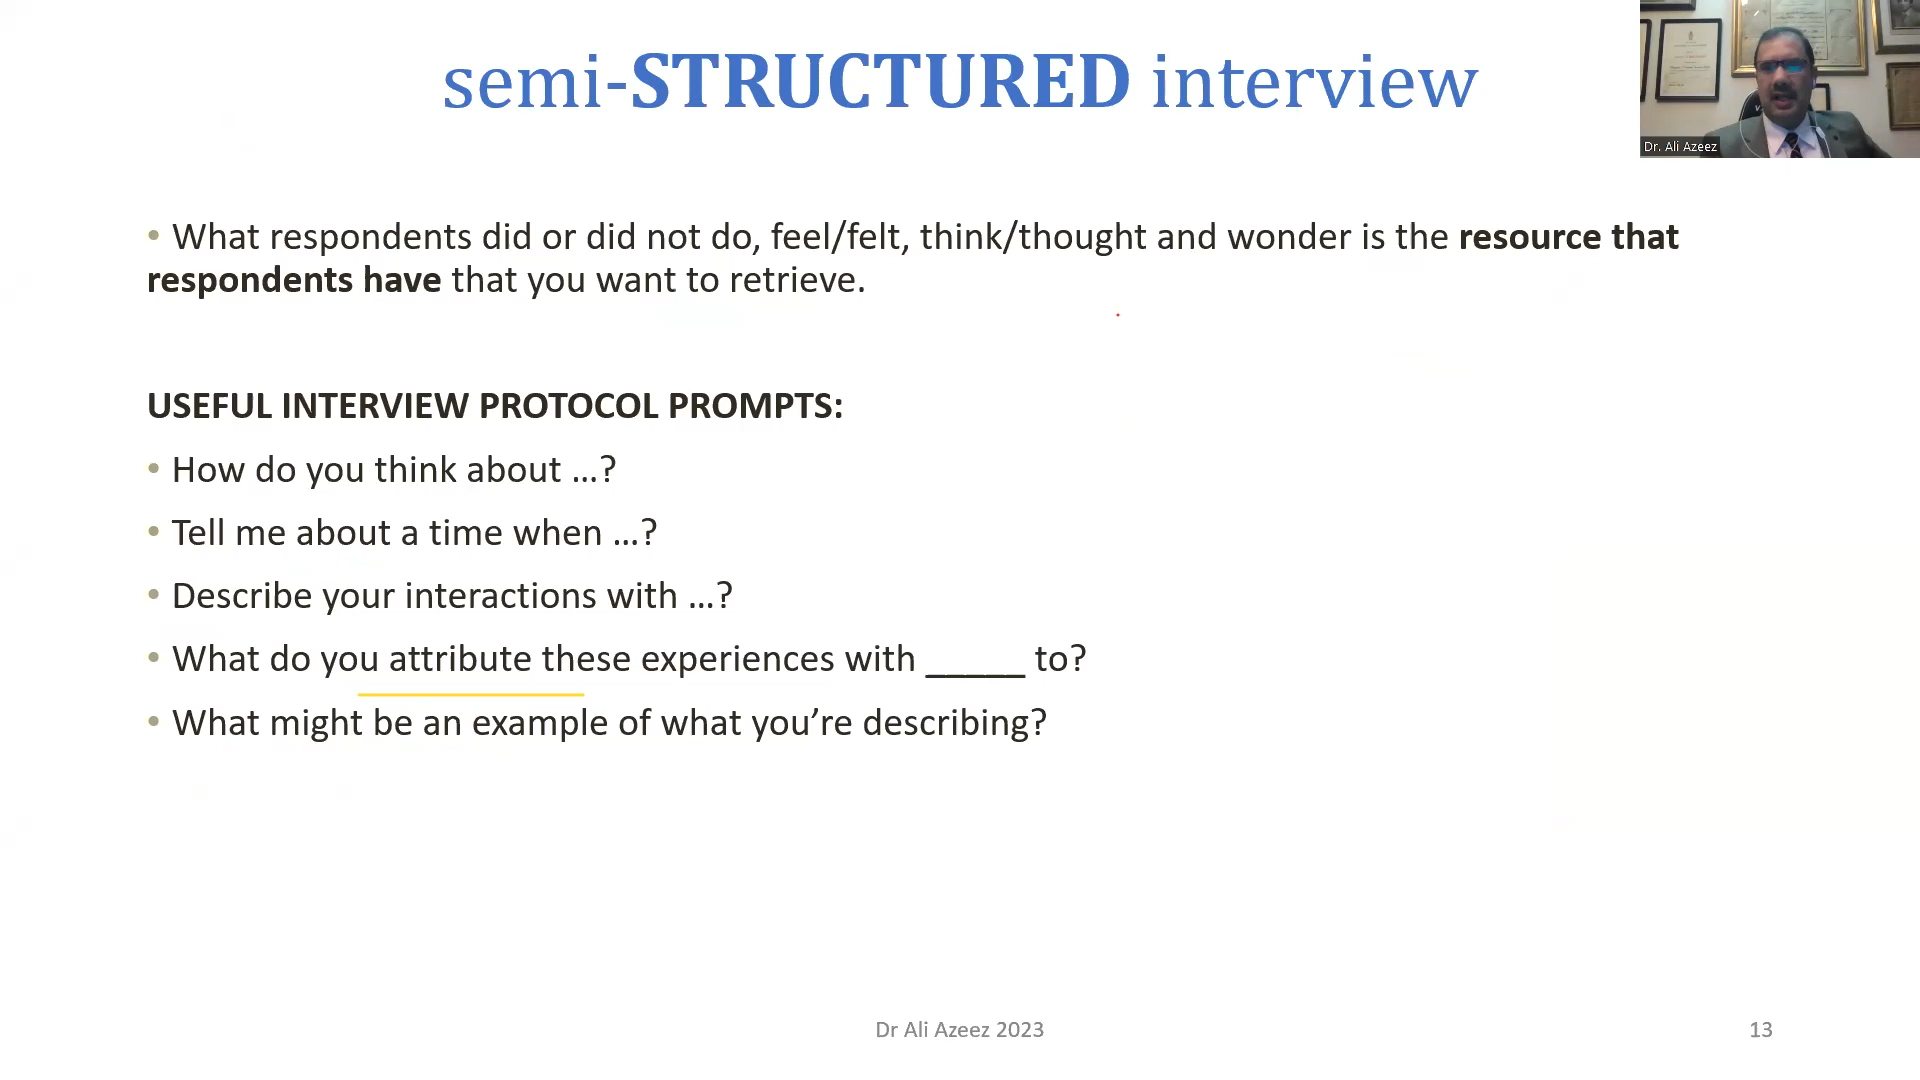 semi-STRUCTURED interview
Dr. Ali Azeez
• What respondents did or did not do, feel/felt, think/thought and wonder is the resource that
respondents have that you want to retrieve.
USEFUL INTERVIEW PROTOCOL PROMPTS:
• How do you think about …?
• Tell me about a time when …?
• Describe your interactions with …?
• What do you attribute these experiences with _____ to?
• What might be an example of what you’re describing?
Dr Ali Azeez 2023
13